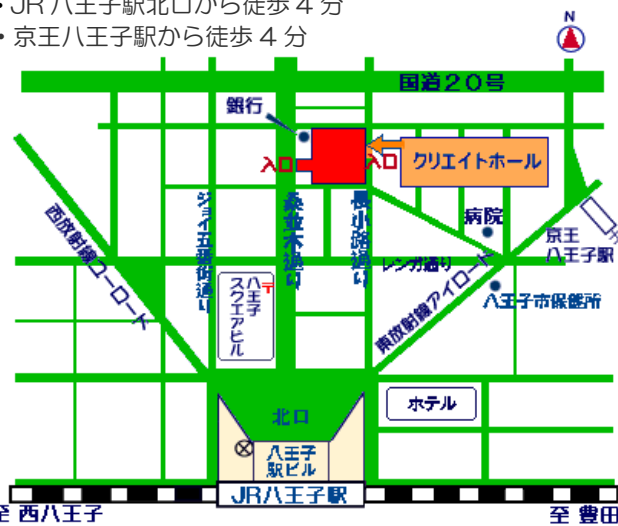 ・JR 八王子駅北口から徒歩 4 分
・京王八王子駅から徒歩 4 分
N
国道20号
銀行
入口
入口
クリエイトホール
西放射線ユーロード
ジョイ五番街通り
桑並木通り
長小路通り
病院
京王
八王子駅
レンガ通り
東放射線アイロード
八王子市保健所
〒
八王子
スクエアビル
ホテル
北口
八王子
駅ビル
JR八王子駅
至 西八王子
至 豊田